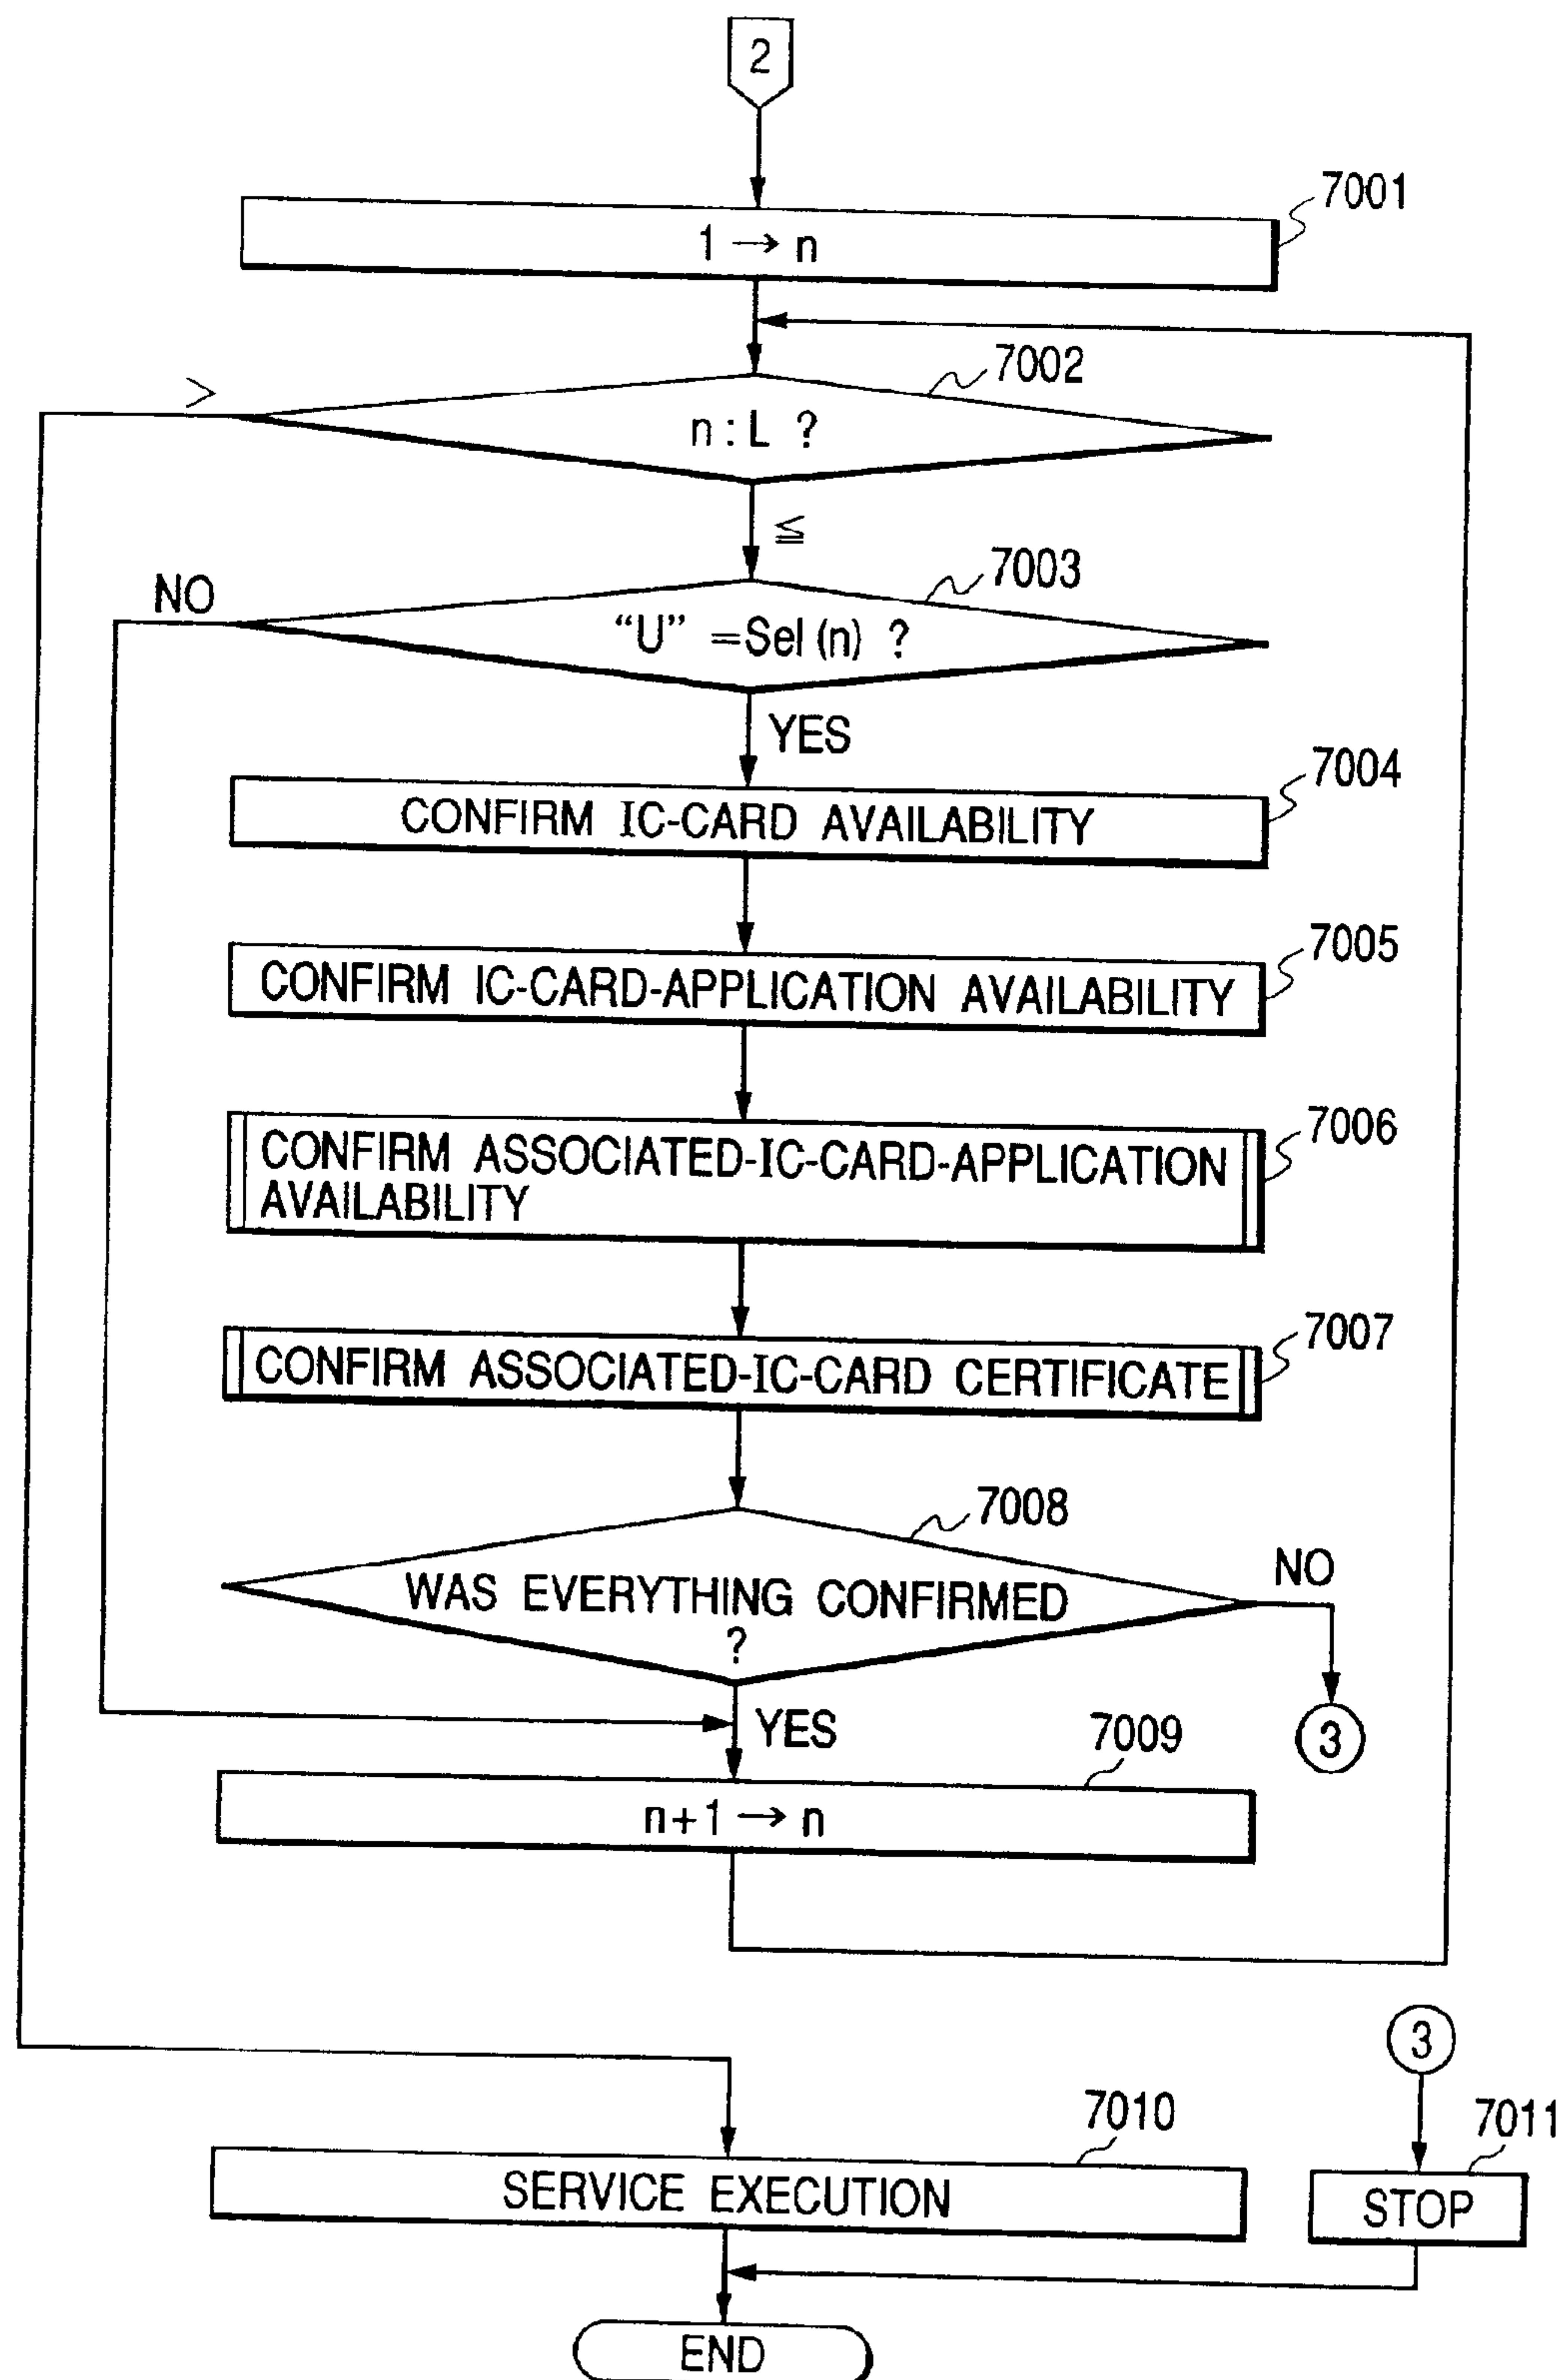 2
7001
1 → n
7002
>
n : L ?
≦
7003
NO
“U” =Sel (n) ?
YES
7004
CONFIRM IC-CARD AVAILABILITY
7005
CONFIRM IC-CARD-APPLICATION AVAILABILITY
7006
CONFIRM ASSOCIATED-IC-CARD-APPLICATION
AVAILABILITY
7007
CONFIRM ASSOCIATED-IC-CARD CERTIFICATE
7008
NO
WAS EVERYTHING CONFIRMED
?
YES
3
7009
n+1 → n
3
7010
7011
SERVICE EXECUTION
STOP
END